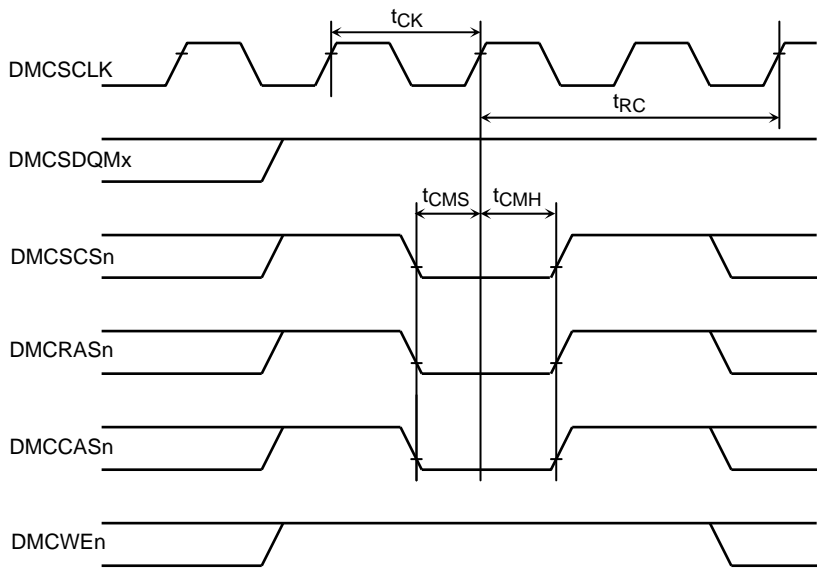 tCK
DMCSCLK
tRC
DMCSDQMx
tCMS tCMH
DMCSCSn
DMCRASn
DMCCASn
DMCWEn